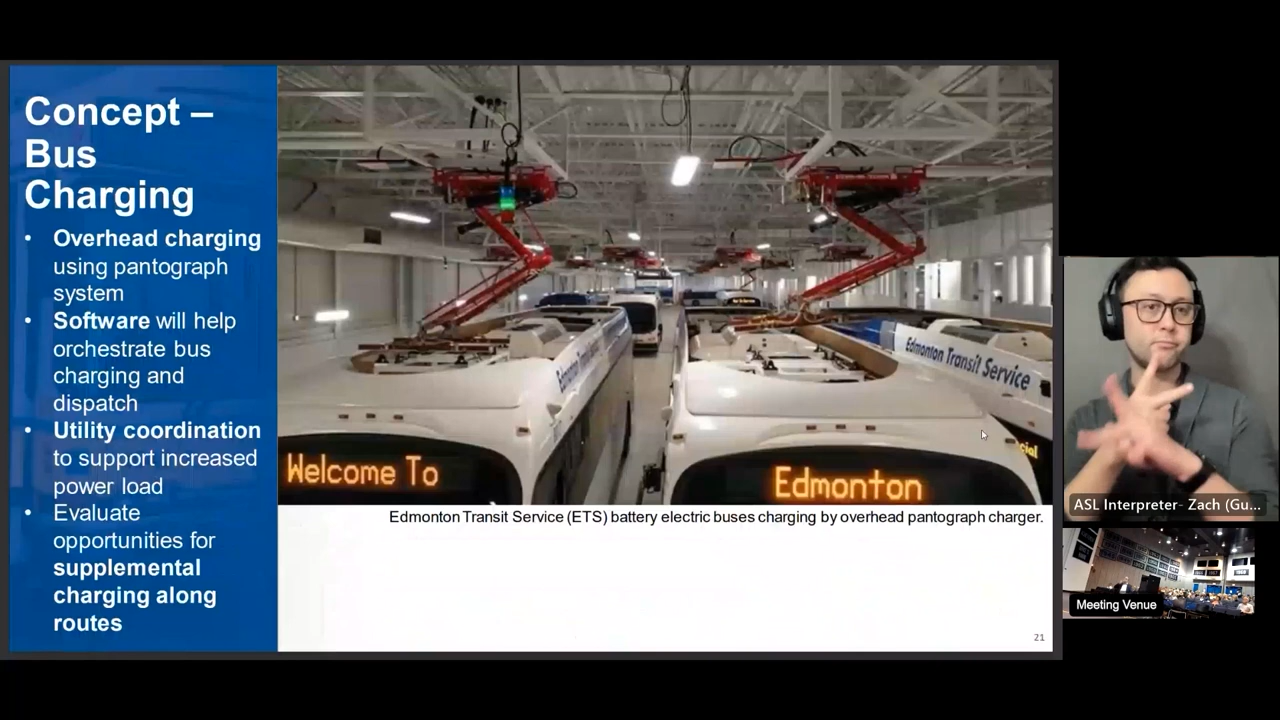 Concept –
Bus
Charging
• Overhead charging
using pantograph
system
• Software will help
orchestrate bus
charging and
dispatch
• Utility coordination
to support increased
power load
• Evaluate
opportunities for
supplemental
charging along
routes
Edmonton Transit Service
Welcome To
Edmonton
cial
Edmonton Transit Service (ETS) battery electric buses charging by overhead pantograph charger.
21
ASL Interpreter- Zach (Gu...
Meeting Venue